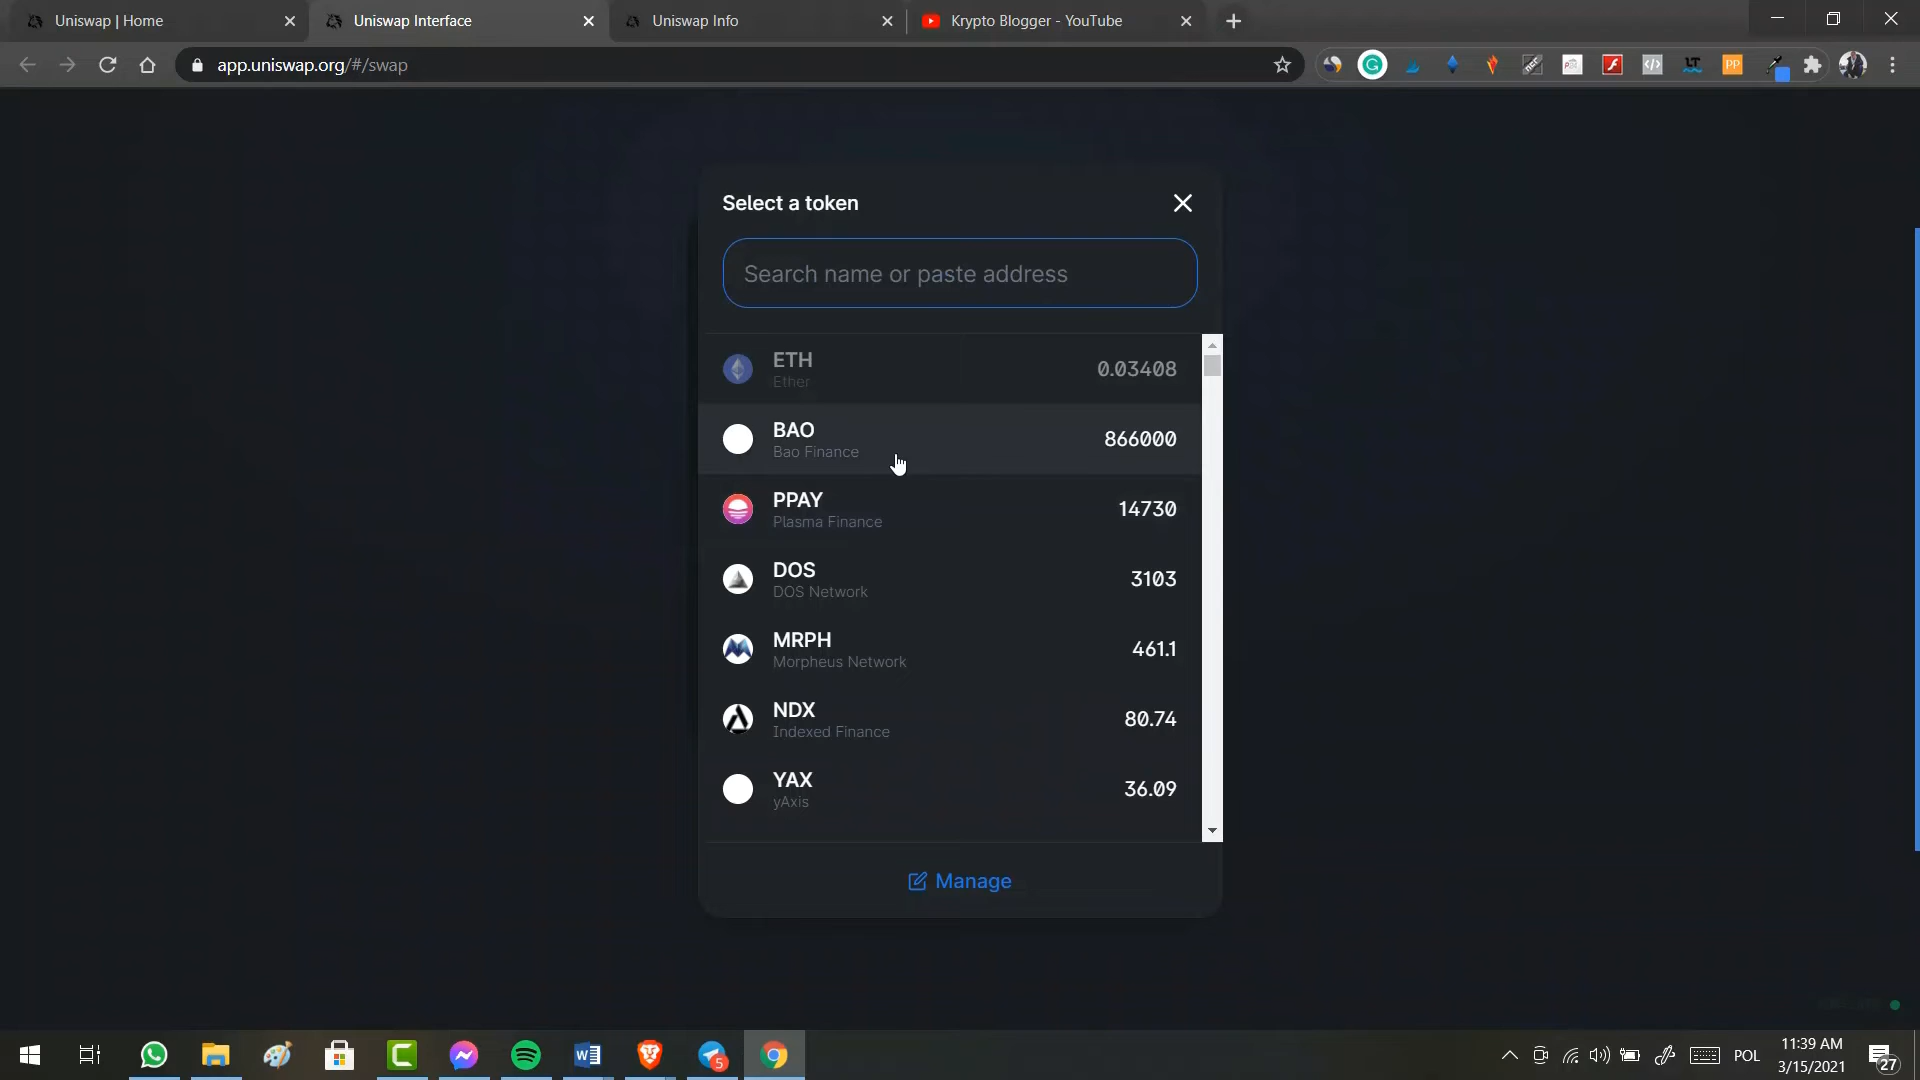 Uniswap | Home
Uniswap Interface
Uniswap Info
Krypto Blogger - YouTube
app.uniswap.org/#/swap
PP
Select a token
Search name or paste address
ETH
Ether
0.03408
BAO
Bao Finance
866000
PPAY
Plasma Finance
14730
DOS
DOS Network
3103
MRPH
Morpheus Network
461.1
NDX
Indexed Finance
80.74
YAX
yAxis
36.09
Manage
5
POL
11:39 AM
3/15/2021
27